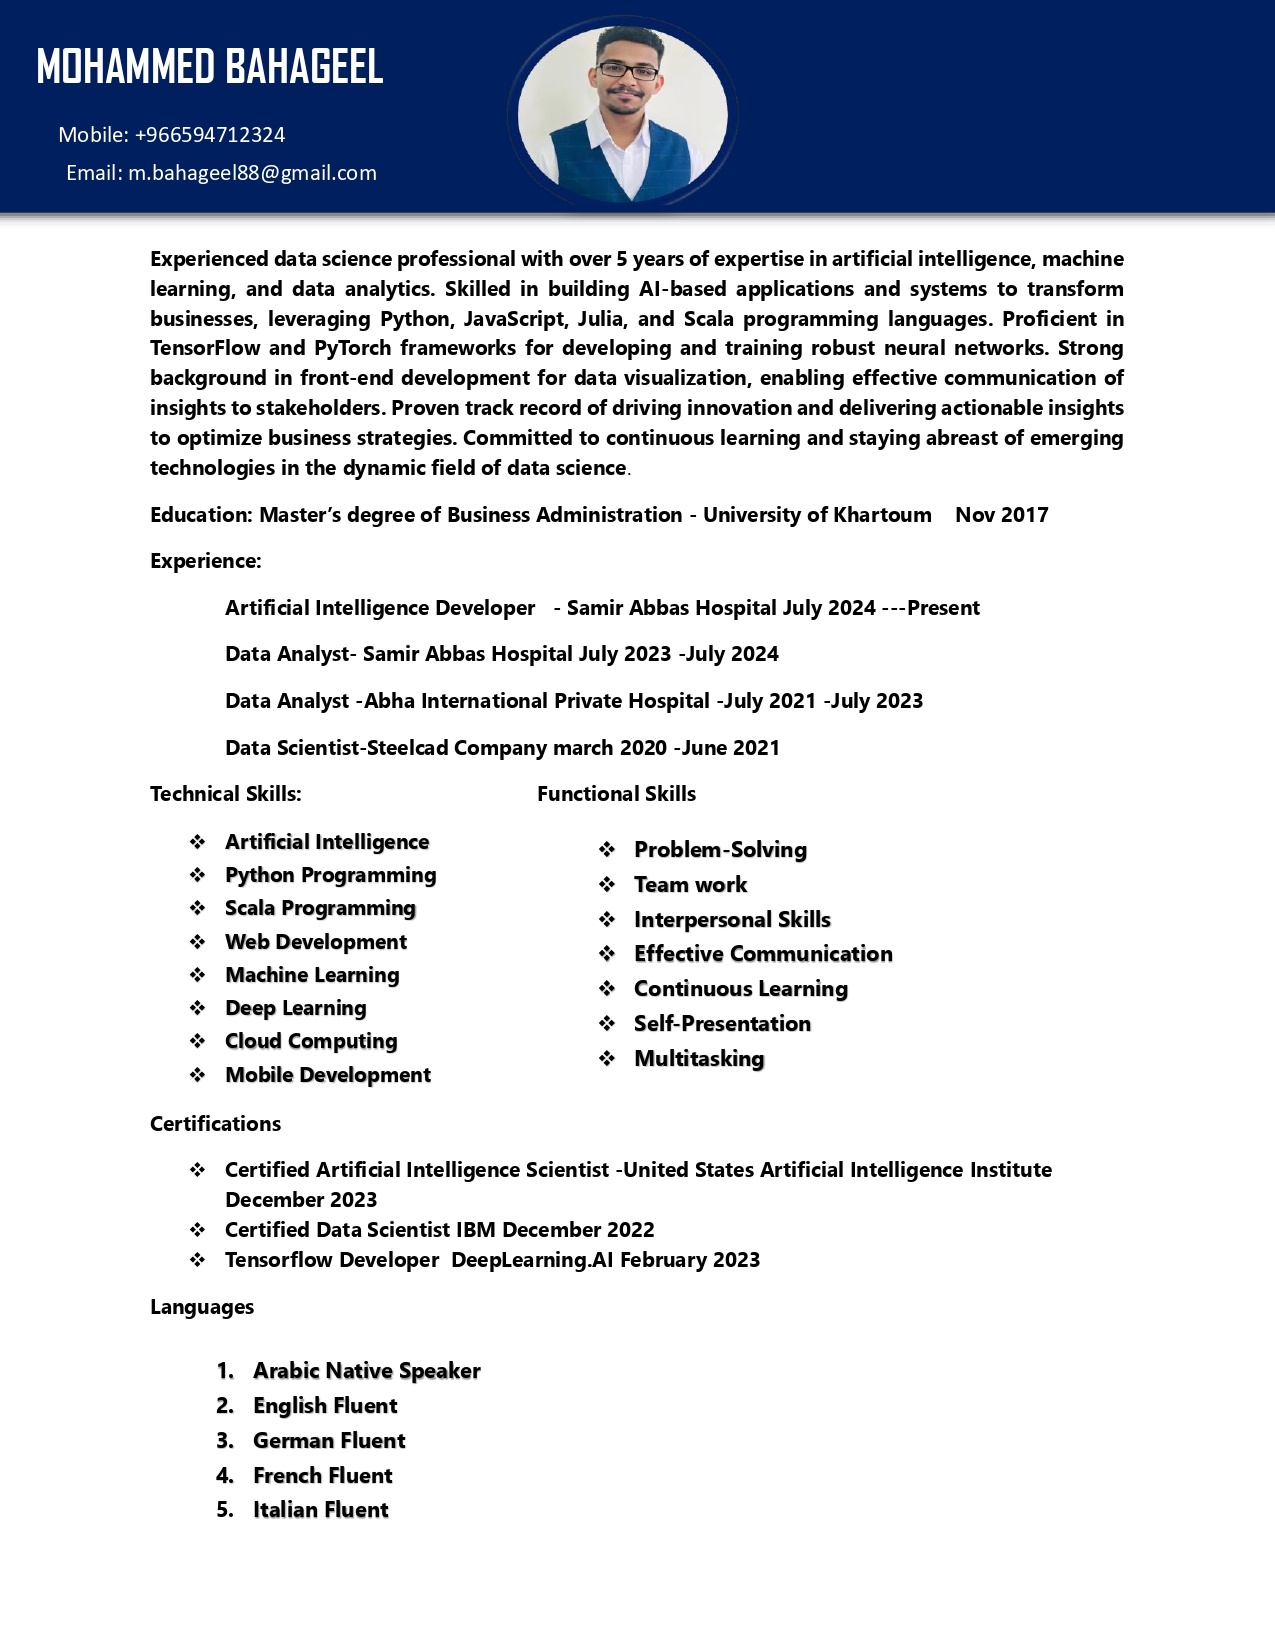 MOHAMMED BAHAGEEL
Mobile: +966594712324
Email: m.bahageel88@gmail.com
Experienced data science professional with over 5 years of expertise in artificial intelligence, machine
learning, and data analytics. Skilled in building AI-based applications and systems to transform
businesses, leveraging Python, JavaScript, Julia, and Scala programming languages. Proficient in
TensorFlow and PyTorch frameworks for developing and training robust neural networks. Strong
background in front-end development for data visualization, enabling effective communication of
insights to stakeholders. Proven track record of driving innovation and delivering actionable insights
to optimize business strategies. Committed to continuous learning and staying abreast of emerging
technologies in the dynamic field of data science.
Education: Master’s degree of Business Administration - University of Khartoum    Nov 2017
Experience:
Artificial Intelligence Developer   - Samir Abbas Hospital July 2024 ---Present
Data Analyst- Samir Abbas Hospital July 2023 -July 2024
Data Analyst -Abha International Private Hospital -July 2021 -July 2023
Data Scientist-Steelcad Company march 2020 -June 2021
Technical Skills:
❖ Artificial Intelligence
❖ Python Programming
❖ Scala Programming
❖ Web Development
❖ Machine Learning
❖ Deep Learning
❖ Cloud Computing
❖ Mobile Development
Functional Skills
❖ Problem-Solving
❖ Team work
❖ Interpersonal Skills
❖ Effective Communication
❖ Continuous Learning
❖ Self-Presentation
❖ Multitasking
Certifications
❖ Certified Artificial Intelligence Scientist -United States Artificial Intelligence Institute
December 2023
❖ Certified Data Scientist IBM December 2022
❖ Tensorflow Developer  DeepLearning.AI February 2023
Languages
1. Arabic Native Speaker
2. English Fluent
3. German Fluent
4. French Fluent
5. Italian Fluent